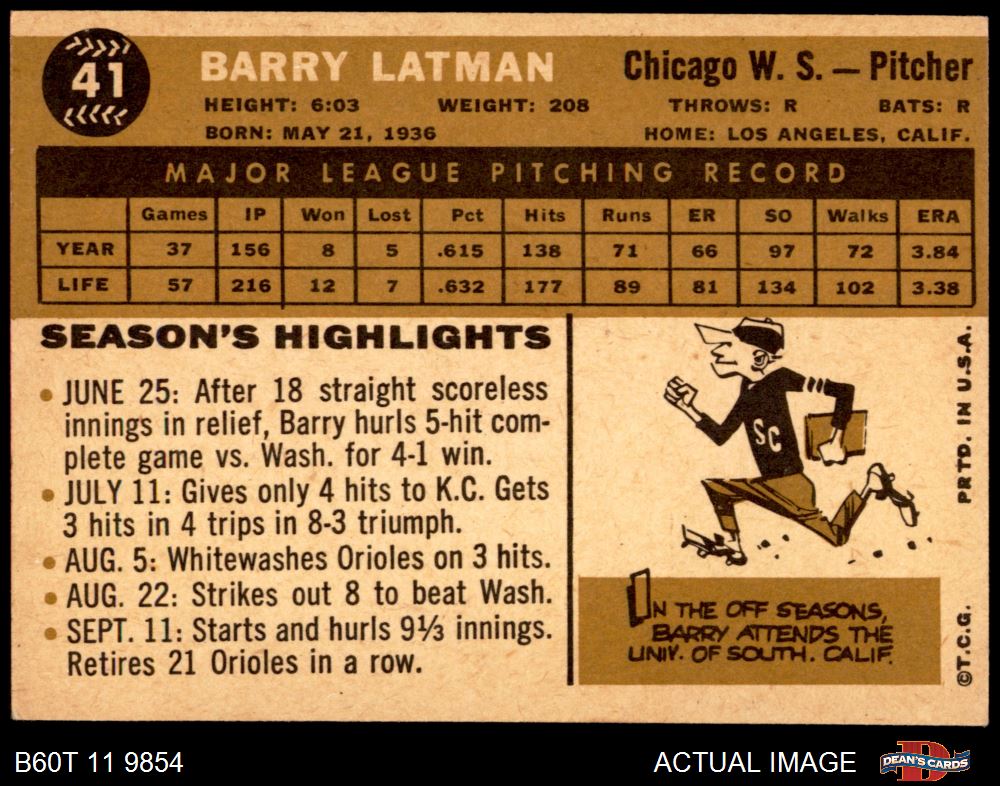 41
BARRY LATMAN
Chicago W. S. — Pitcher
HEIGHT: 6:03 WEIGHT: 208 THROWS: R BATS: R
BORN: MAY 21, 1936 HOME: LOS ANGELES, CALIF.
MAJOR LEAGUE PITCHING RECORD
Games IP Won Lost Pct Hits Runs ER SO Walks ERA
YEAR 37 156 8 5 .615 138 71 66 97 72 3.84
LIFE 57 216 12 7 .632 177 89 81 134 102 3.38
SEASON'S HIGHLIGHTS
• JUNE 25: After 18 straight scoreless
innings in relief, Barry hurls 5-hit com-
plete game vs. Wash. for 4-1 win.
• JULY 11: Gives only 4 hits to K.C. Gets
3 hits in 4 trips in 8-3 triumph.
• AUG. 5: Whitewashes Orioles on 3 hits.
• AUG. 22: Strikes out 8 to beat Wash.
• SEPT. 11: Starts and hurls 9⅓ innings.
Retires 21 Orioles in a row.
SC
IN THE OFF SEASONS,
BARRY ATTENDS THE
UNIV. OF SOUTH. CALIF.
PRTD. IN U.S.A.
©T.C.G.
B60T 11 9854
ACTUAL IMAGE
D
DEAN'S CARDS